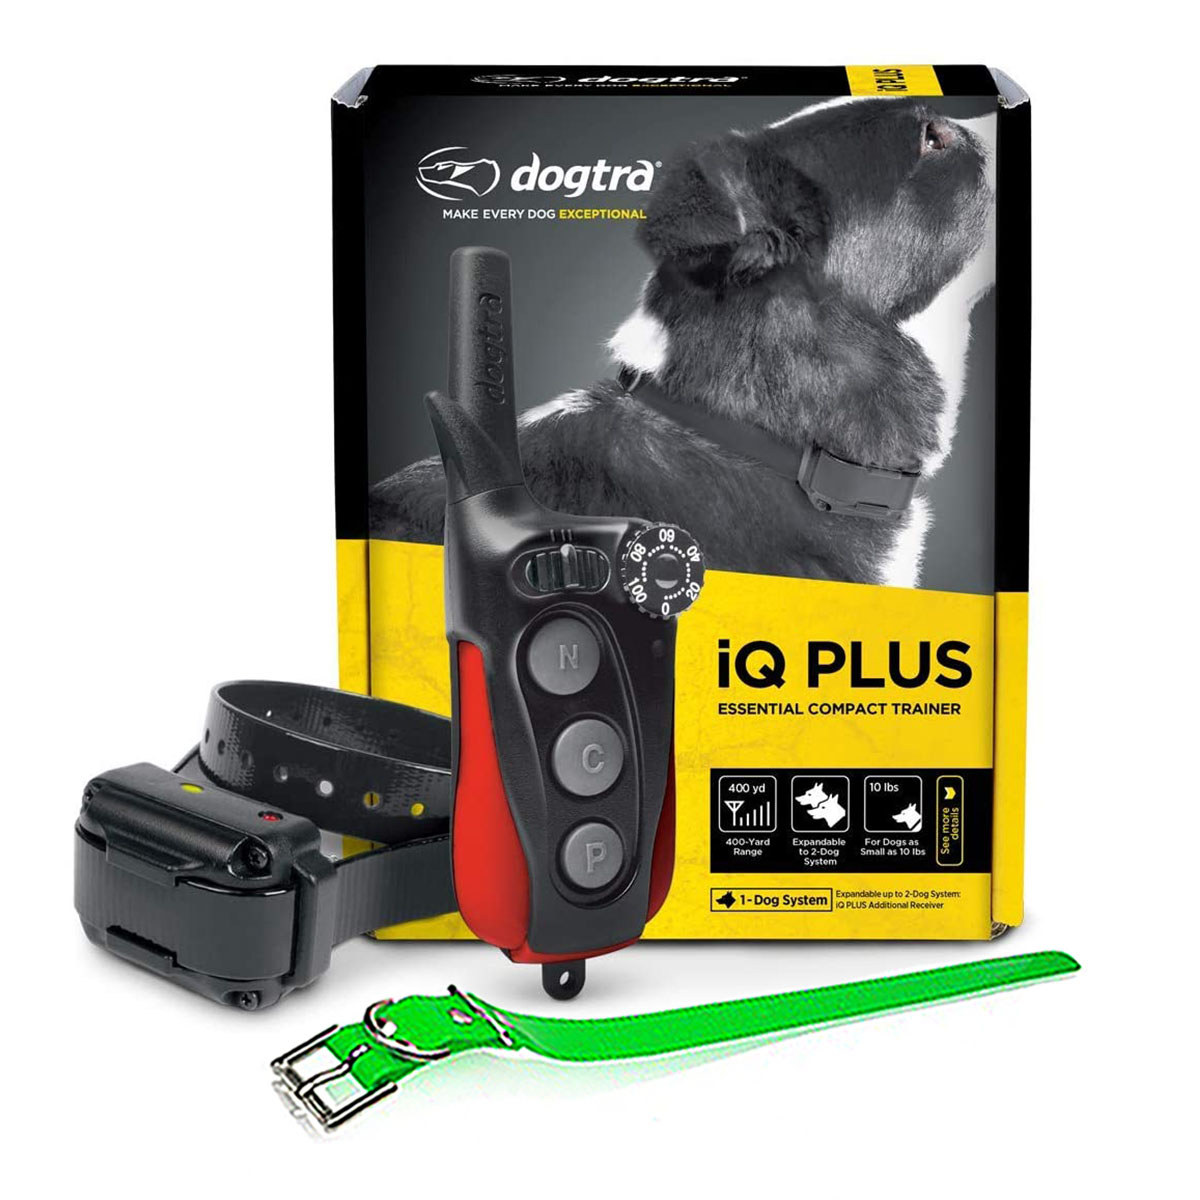 dogtra
MAKE EVERY DOG EXCEPTIONAL
iQ PLUS
dogtra®
MAKE EVERY DOG EXCEPTIONAL
dogtra
100 80 60 40 20 0
N
C
P
iQ PLUS
ESSENTIAL COMPACT TRAINER
400 yd
400-Yard
Range
Expandable
to 2-Dog
System
10 lbs
For Dogs as
Small as 10 lbs
See more
details
1-Dog System
Expandable up to 2-Dog System:
iQ PLUS Additional Receiver